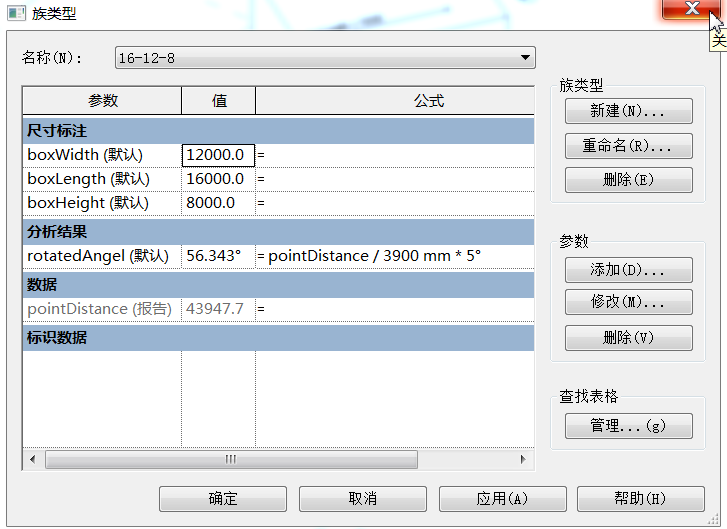 族类型
关
名称(N): 16-12-8
参数 值 公式
尺寸标注
boxWidth (默认) 12000.0 =
boxLength (默认) 16000.0 =
boxHeight (默认) 8000.0 =
分析结果
rotatedAngel (默认) 56.343° = pointDistance / 3900 mm * 5°
数据
pointDistance (报告) 43947.7 =
标识数据
族类型
新建(N)...
重命名(R)...
删除(E)
参数
添加(D)...
修改(M)...
删除(V)
查找表格
管理...(g)
确定 取消 应用(A) 帮助(H)